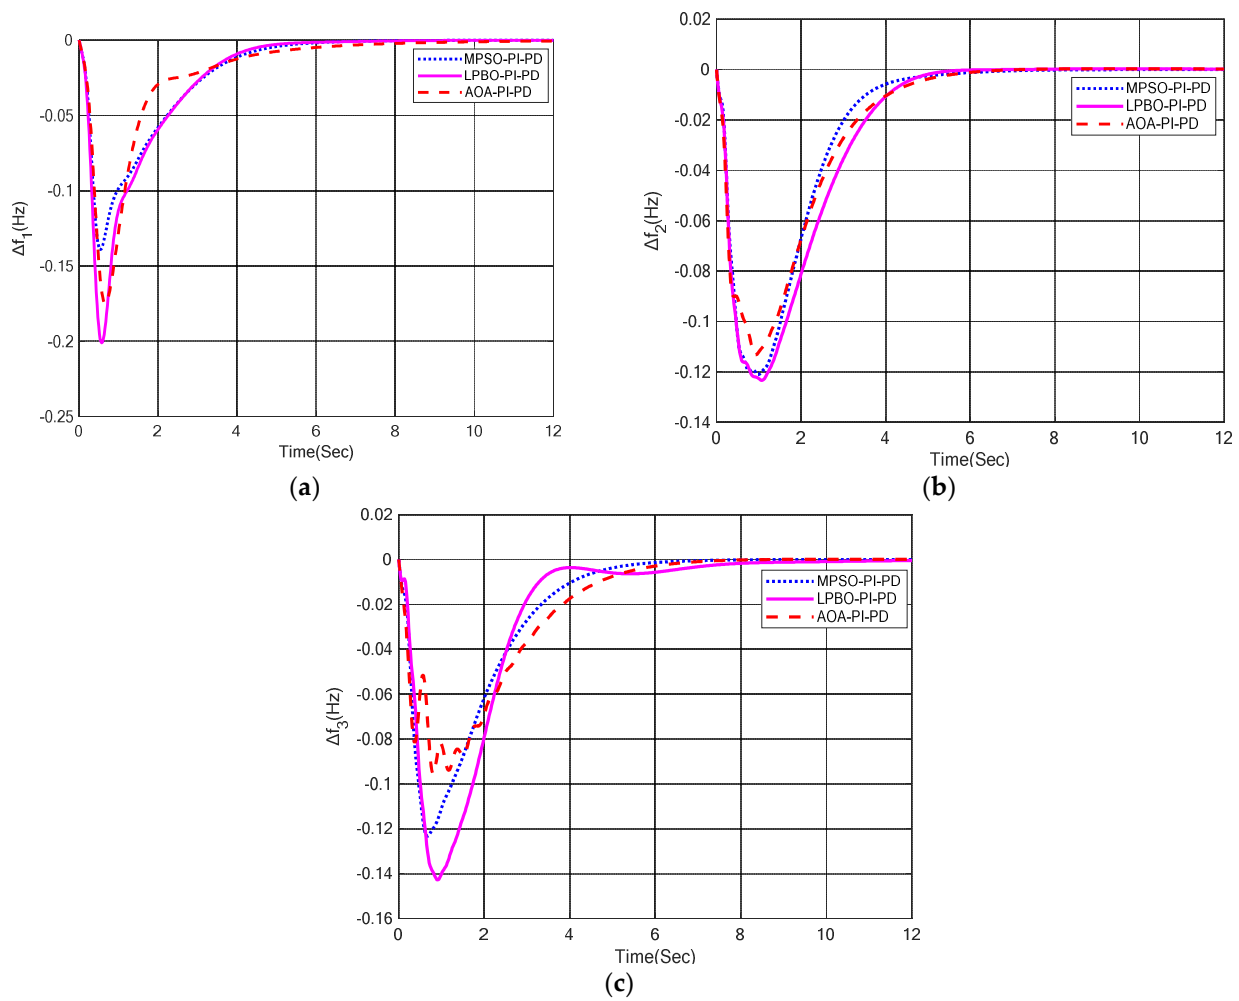 0
-0.05
-0.1
-0.15
-0.2
-0.25
Δf1(Hz)
MPSO-PI-PD
LPBO-PI-PD
AOA-PI-PD
0 2 4 6 8 10 12
Time(Sec)
(a)
0.02
0
-0.02
-0.04
-0.06
-0.08
-0.1
-0.12
-0.14
Δf2(Hz)
MPSO-PI-PD
LPBO-PI-PD
AOA-PI-PD
0 2 4 6 8 10 12
Time(Sec)
(b)
0.02
0
-0.02
-0.04
-0.06
-0.08
-0.1
-0.12
-0.14
-0.16
Δf3(Hz)
MPSO-PI-PD
LPBO-PI-PD
AOA-PI-PD
0 2 4 6 8 10 12
Time(Sec)
(c)